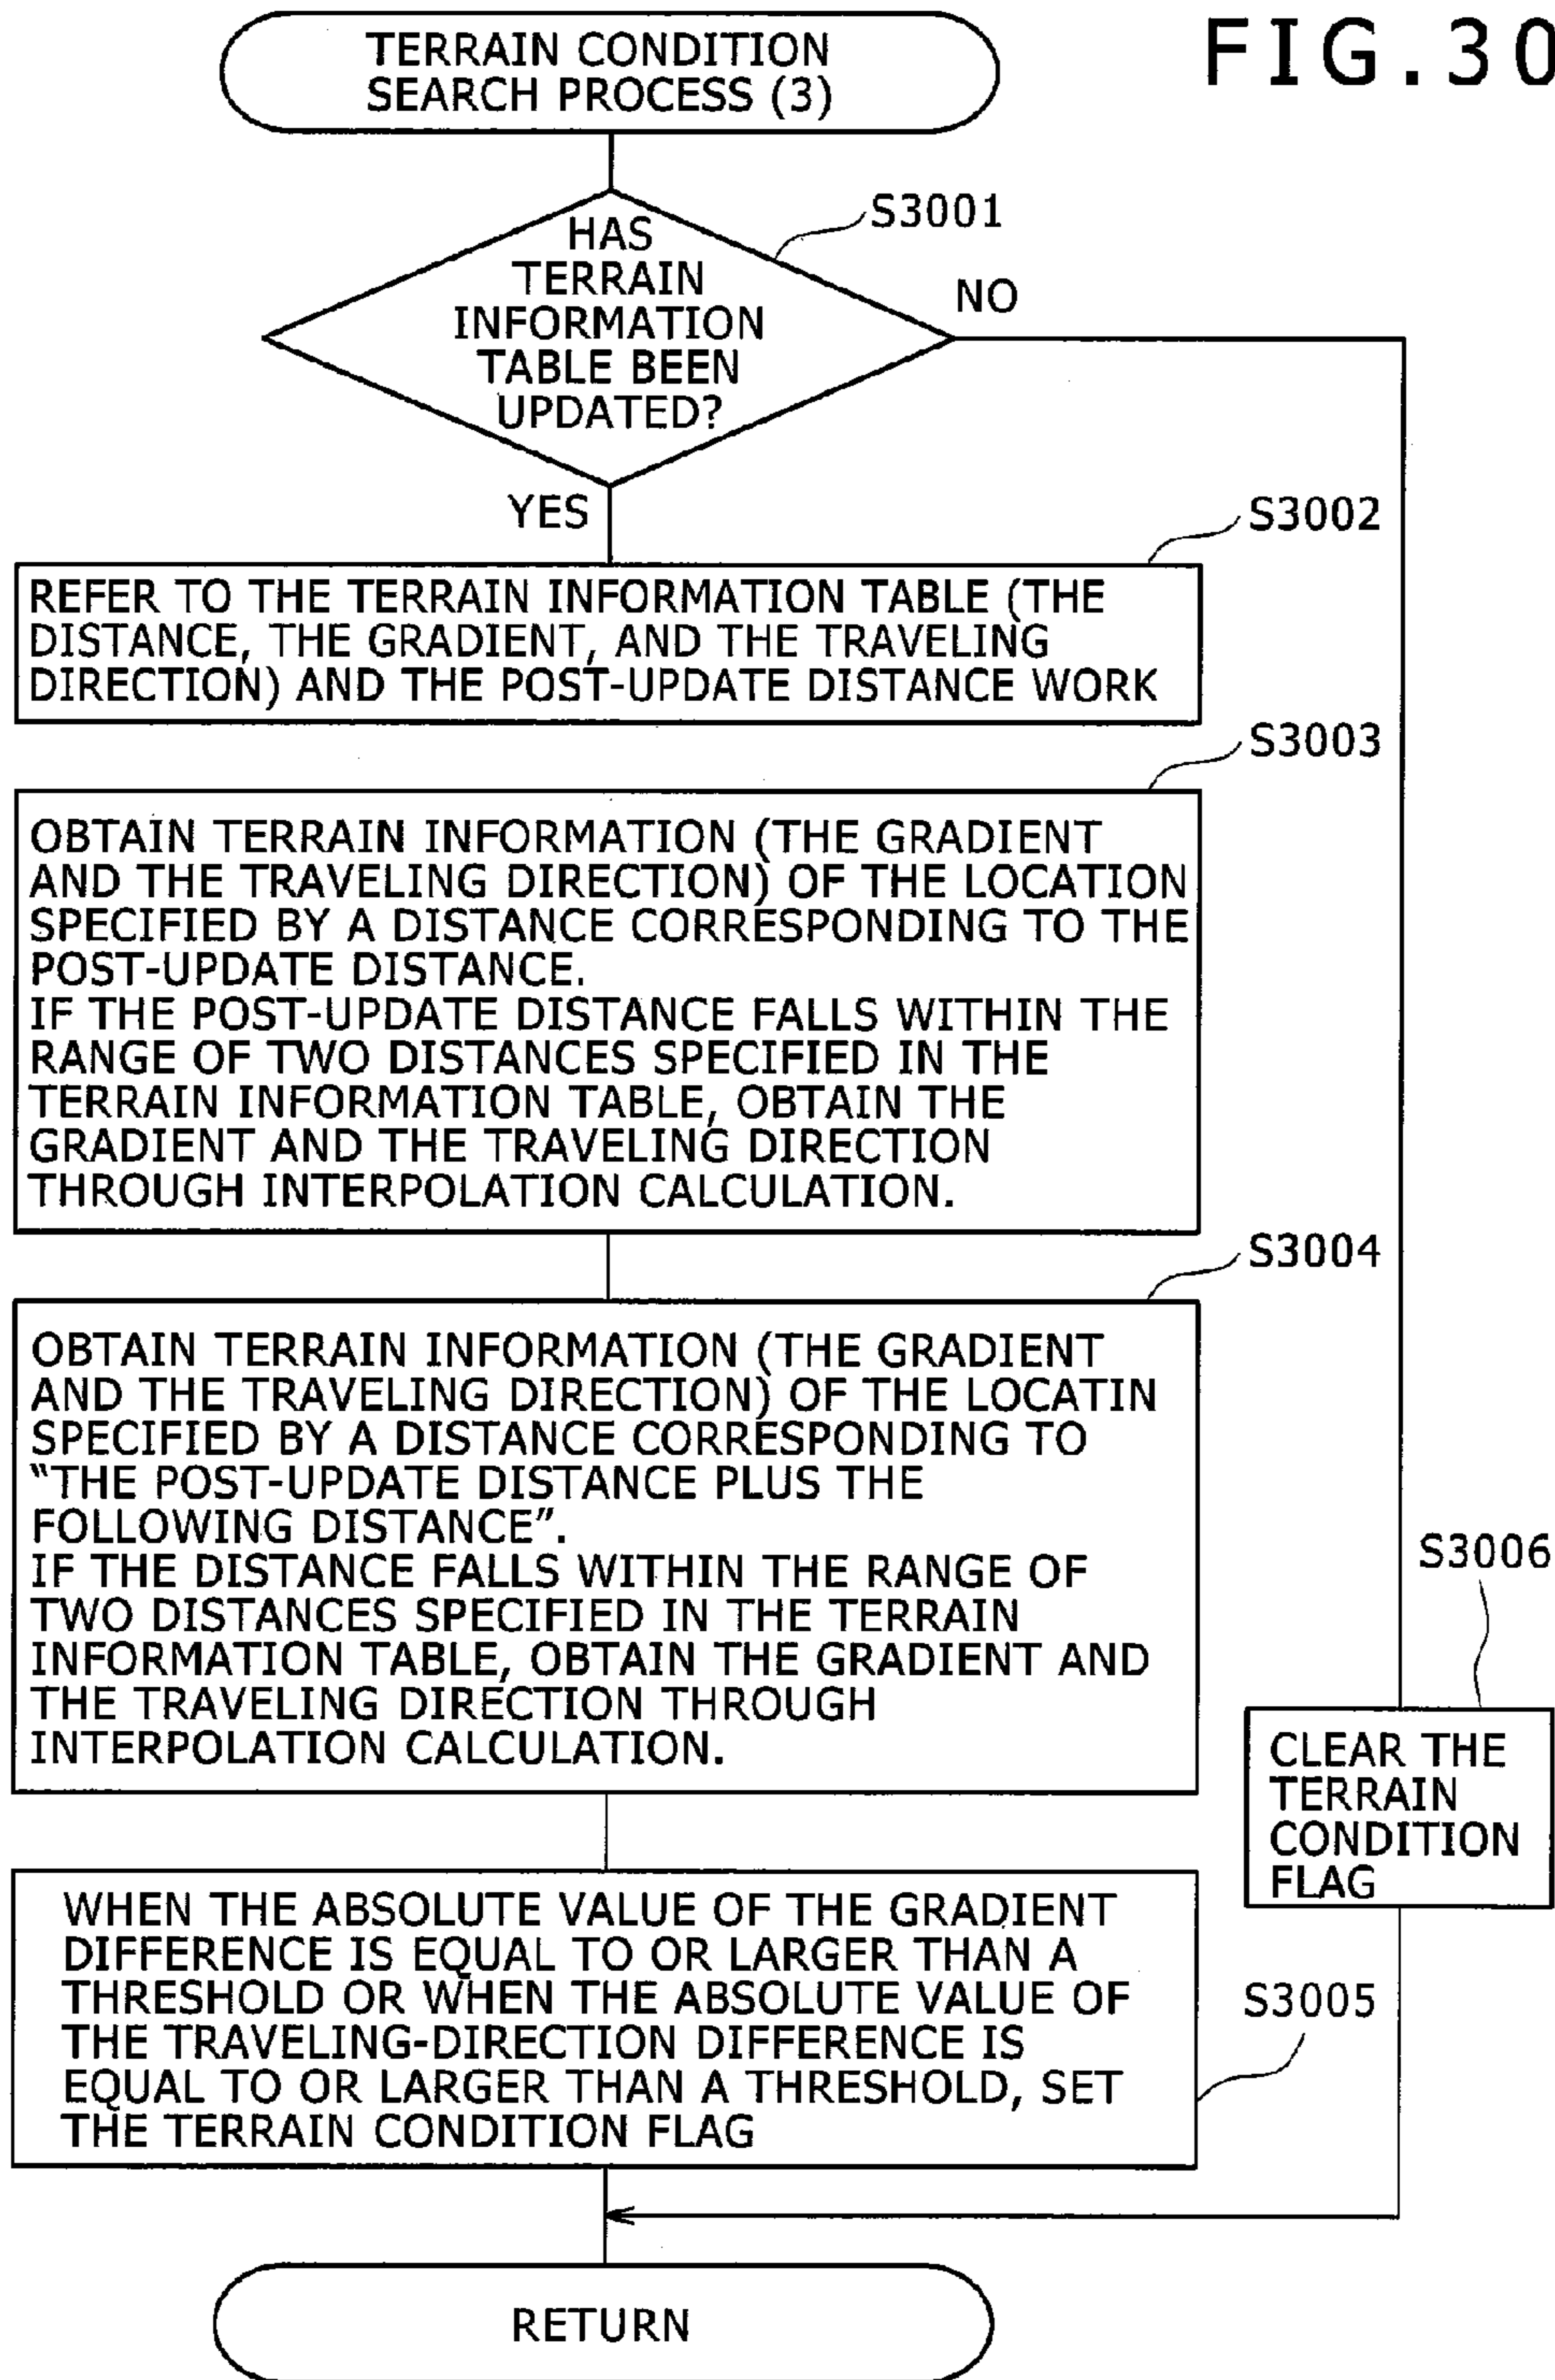 FIG.30
TERRAIN CONDITION
SEARCH PROCESS (3)
S3001
HAS
TERRAIN
INFORMATION
TABLE BEEN
UPDATED?
NO
YES
S3002
REFER TO THE TERRAIN INFORMATION TABLE (THE
DISTANCE, THE GRADIENT, AND THE TRAVELING
DIRECTION) AND THE POST-UPDATE DISTANCE WORK
S3003
OBTAIN TERRAIN INFORMATION (THE GRADIENT
AND THE TRAVELING DIRECTION) OF THE LOCATION
SPECIFIED BY A DISTANCE CORRESPONDING TO THE
POST-UPDATE DISTANCE.
IF THE POST-UPDATE DISTANCE FALLS WITHIN THE
RANGE OF TWO DISTANCES SPECIFIED IN THE
TERRAIN INFORMATION TABLE, OBTAIN THE
GRADIENT AND THE TRAVELING DIRECTION
THROUGH INTERPOLATION CALCULATION.
S3004
OBTAIN TERRAIN INFORMATION (THE GRADIENT
AND THE TRAVELING DIRECTION) OF THE LOCATIN
SPECIFIED BY A DISTANCE CORRESPONDING TO
"THE POST-UPDATE DISTANCE PLUS THE
FOLLOWING DISTANCE".
IF THE DISTANCE FALLS WITHIN THE RANGE OF
TWO DISTANCES SPECIFIED IN THE TERRAIN
INFORMATION TABLE, OBTAIN THE GRADIENT AND
THE TRAVELING DIRECTION THROUGH
INTERPOLATION CALCULATION.
S3006
CLEAR THE
TERRAIN
CONDITION
FLAG
WHEN THE ABSOLUTE VALUE OF THE GRADIENT
DIFFERENCE IS EQUAL TO OR LARGER THAN A
THRESHOLD OR WHEN THE ABSOLUTE VALUE OF
THE TRAVELING-DIRECTION DIFFERENCE IS
EQUAL TO OR LARGER THAN A THRESHOLD, SET
THE TERRAIN CONDITION FLAG
S3005
RETURN